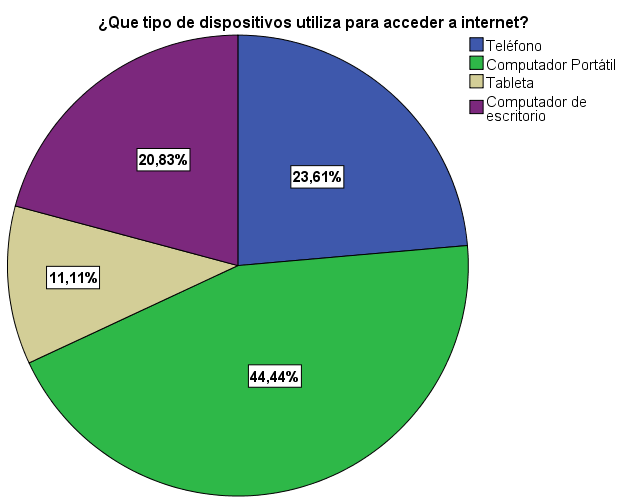 ¿Que tipo de dispositivos utiliza para acceder a internet?
Teléfono
Computador Portátil
Tableta
Computador de
escritorio
20,83%
23,61%
11,11%
44,44%